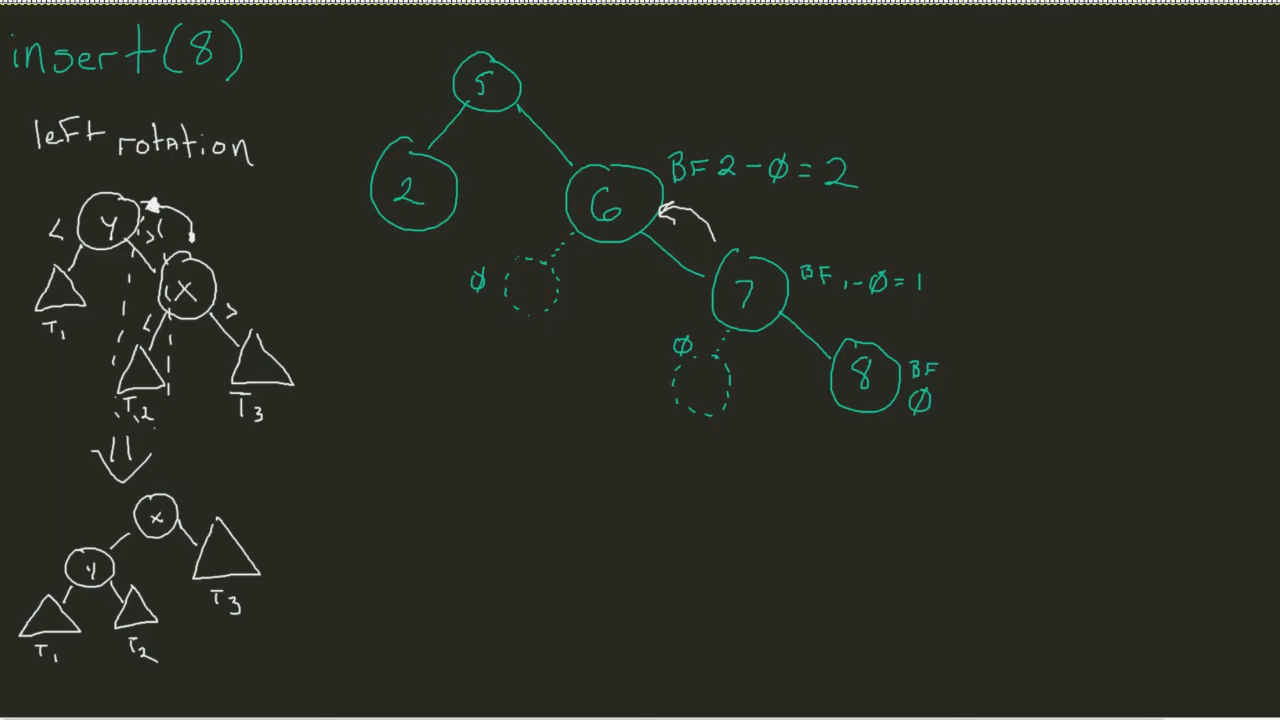 insert(8)
left rotation
5
2
6
BF 2-Ø=2
Ø
7
BF 1-Ø=1
Ø
8
BF
Ø
<
y
>
x
T1
<
>
T2
T3
x
y
T3
T1
T2